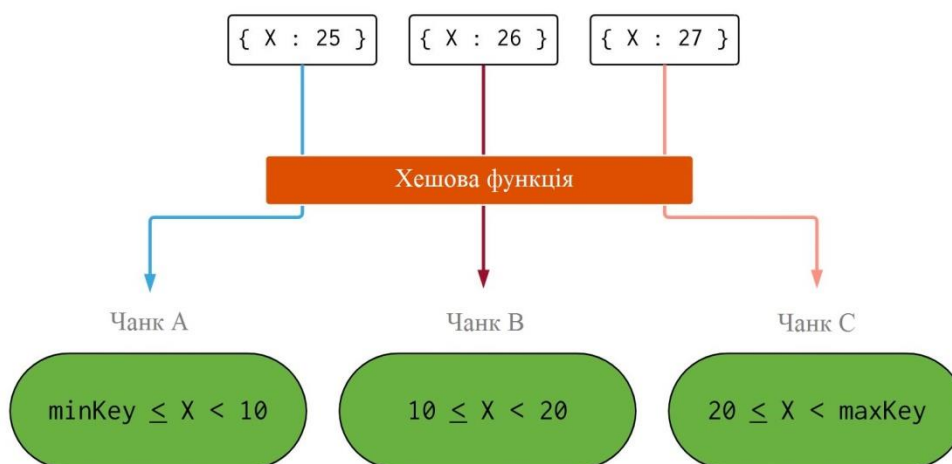 { X : 25 } { X : 26 } { X : 27 }
Хешова функція
Чанк A Чанк B Чанк C
minKey ≤ X < 10 10 ≤ X < 20 20 ≤ X < maxKey